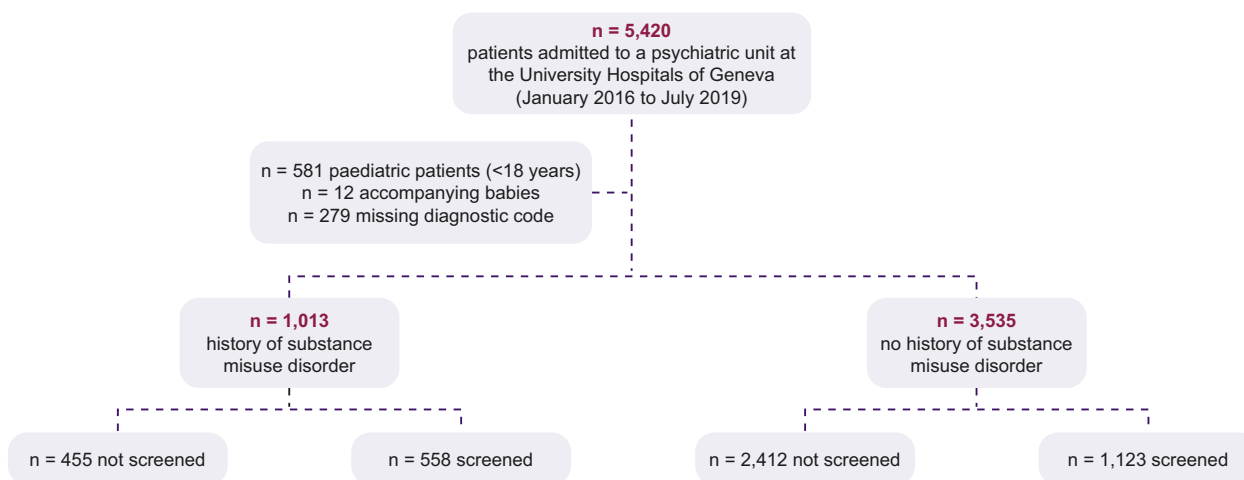 n = 5,420
patients admitted to a psychiatric unit at
the University Hospitals of Geneva
(January 2016 to July 2019)
n = 581 paediatric patients (<18 years)
n = 12 accompanying babies
n = 279 missing diagnostic code
n = 1,013
history of substance
misuse disorder
n = 3,535
no history of substance
misuse disorder
n = 455 not screened
n = 558 screened
n = 2,412 not screened
n = 1,123 screened